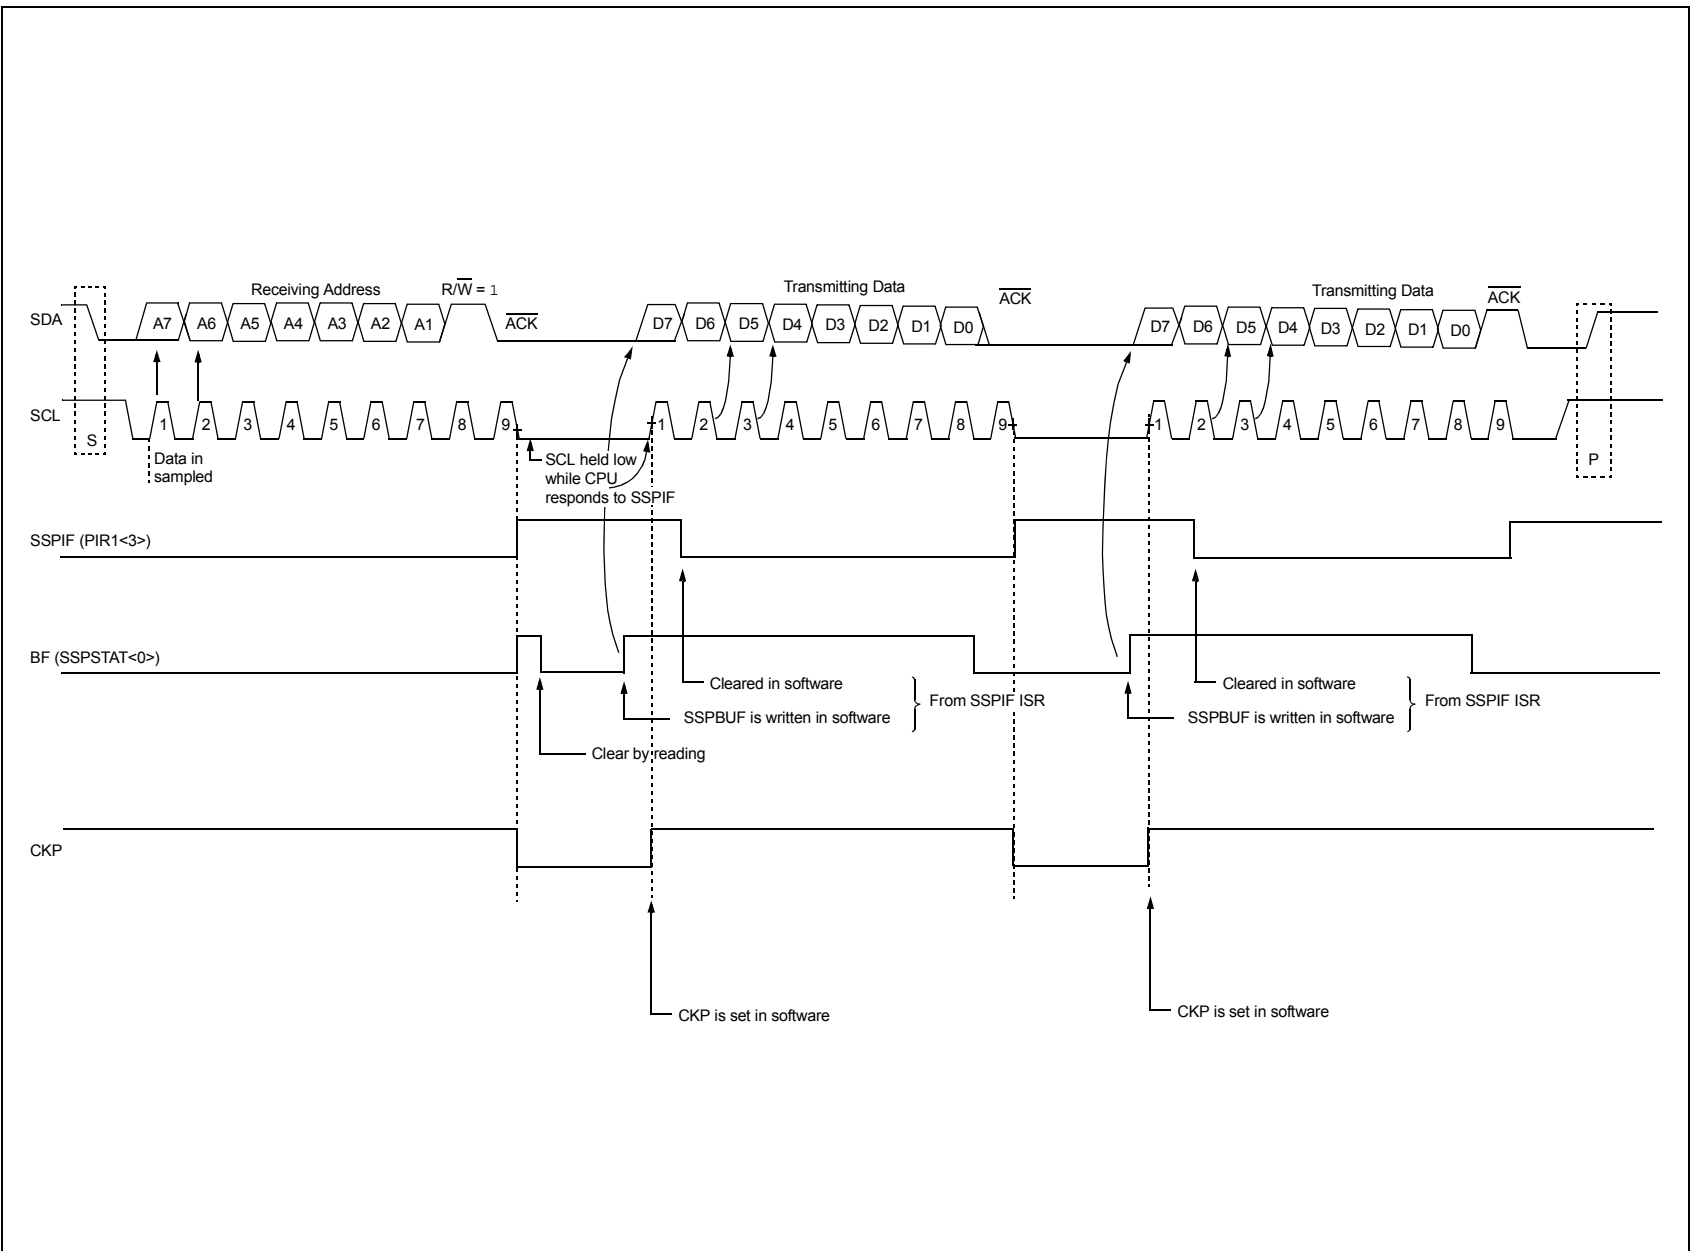 Receiving Address R/W = 1 Transmitting Data ACK Transmitting Data ACK
SDA A7 A6 A5 A4 A3 A2 A1 ACK D7 D6 D5 D4 D3 D2 D1 D0 D7 D6 D5 D4 D3 D2 D1 D0
SCL 1 2 3 4 5 6 7 8 9 1 2 3 4 5 6 7 8 9 1 2 3 4 5 6 7 8 9
S
P
Data in
sampled
SCL held low
while CPU
responds to SSPIF
SSPIF (PIR1<3>)
BF (SSPSTAT<0>)
Cleared in software
SSPBUF is written in software
From SSPIF ISR
Clear by reading
Cleared in software
SSPBUF is written in software
From SSPIF ISR
CKP
CKP is set in software
CKP is set in software